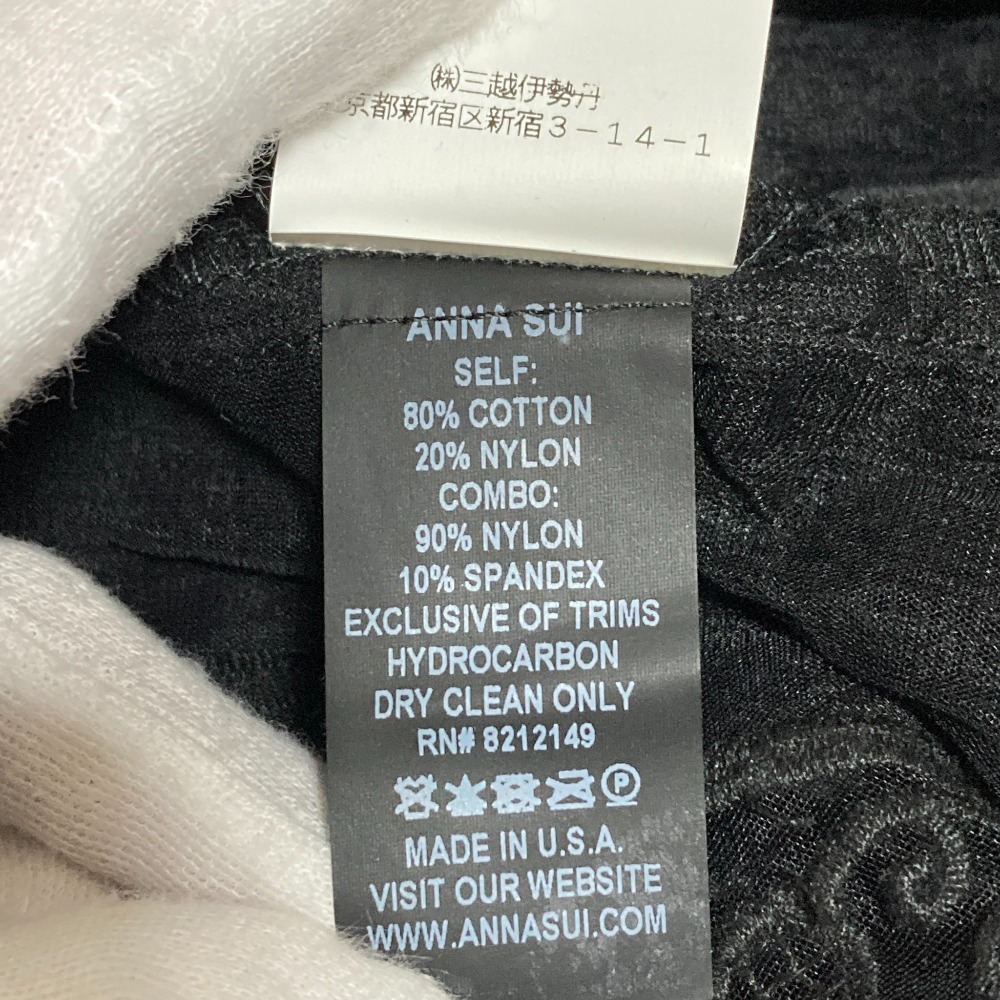 ㈱三越伊勢丹
京都新宿区新宿3-14-1
ANNA SUI
SELF:
80% COTTON
20% NYLON
COMBO:
90% NYLON
10% SPANDEX
EXCLUSIVE OF TRIMS
HYDROCARBON
DRY CLEAN ONLY
RN# 8212149
P
MADE IN U.S.A.
VISIT OUR WEBSITE
WWW.ANNASUI.COM